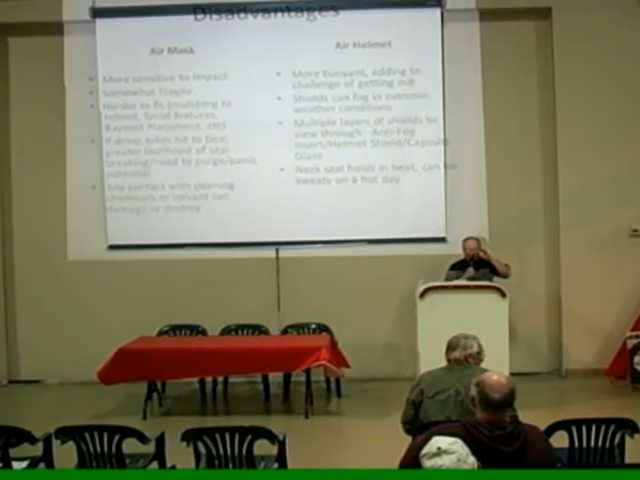 Disadvantages
Air Mask
• More sensitive to impact
• Somewhat Fragile
• Harder to fit (molding to
helmet, facial features,
Bayonet Placement, etc)
• If driver takes hit to face,
greater likelihood of seal
breaking/need to purge/panic
potential
• Any contact with cleaning
chemicals or solvent can
damage or destroy
Air Helmet
• More buoyant, adding to
challenge of getting out
• Shields can fog in extreme
weather conditions
• Multiple layers of shields to
view through: Anti-Fog
Insert/Helmet Shield/Capsule
Glass
• Neck seal holds in heat, can be
sweaty on a hot day